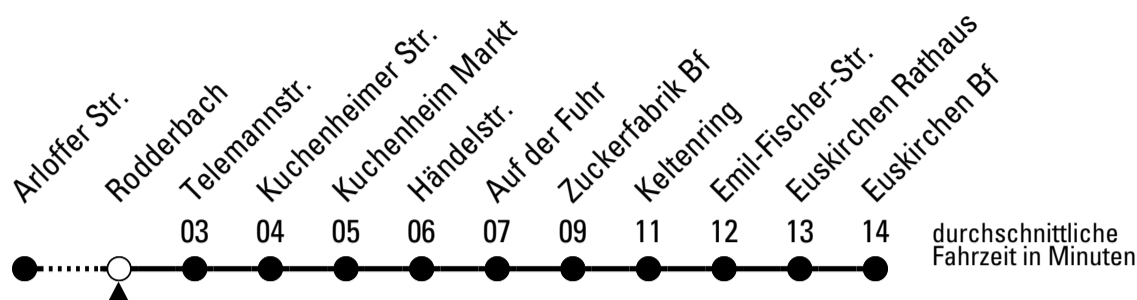 Arloffer Str.
Rodderbach
Telemannstr.
Kuchenheimer Str.
Kuchenheim Markt
Händelstr.
Auf der Fuhr
Zuckerfabrik Bf
Keltenring
Emil-Fischer-Str.
Euskirchen Rathaus
Euskirchen Bf
03 04 05 06 07 09 11 12 13 14
durchschnittliche
Fahrzeit in Minuten